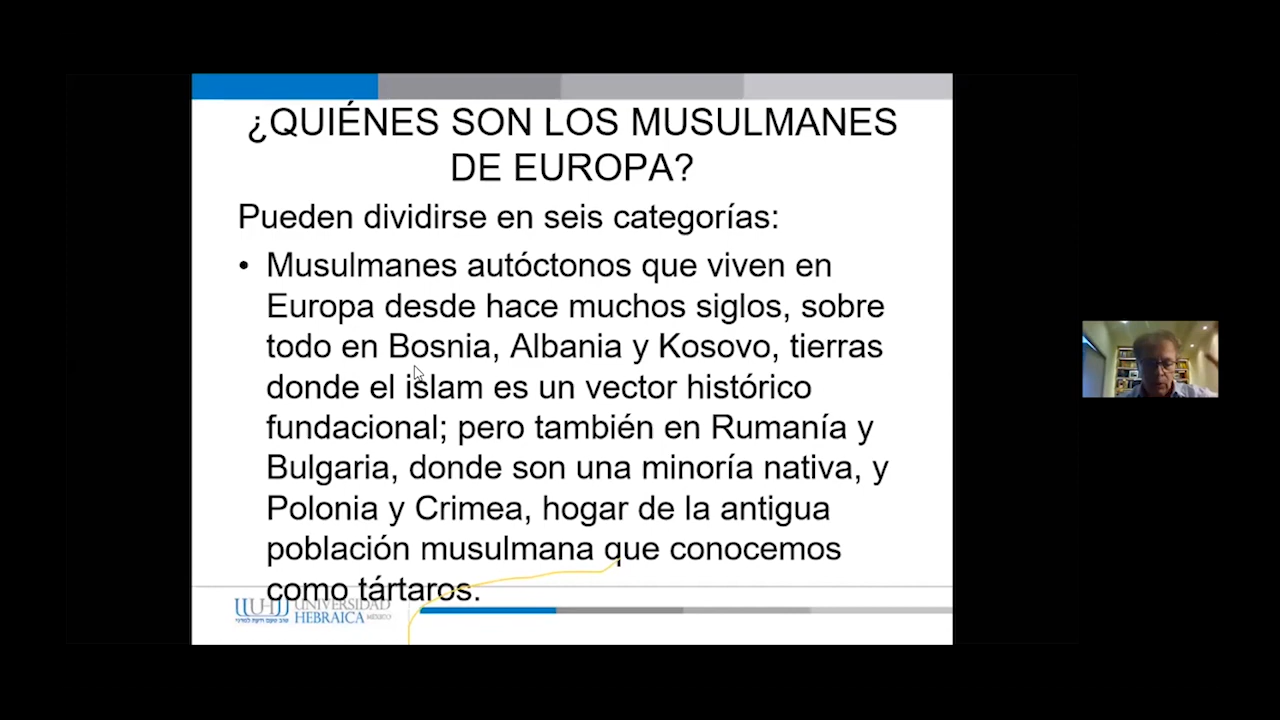 ¿QUIÉNES SON LOS MUSULMANES
DE EUROPA?
Pueden dividirse en seis categorías:
• Musulmanes autóctonos que viven en
Europa desde hace muchos siglos, sobre
todo en Bosnia, Albania y Kosovo, tierras
donde el islam es un vector histórico
fundacional; pero también en Rumanía y
Bulgaria, donde son una minoría nativa, y
Polonia y Crimea, hogar de la antigua
población musulmana que conocemos
como tártaros.
UNIVERSIDAD
HEBRAICA MÉXICO